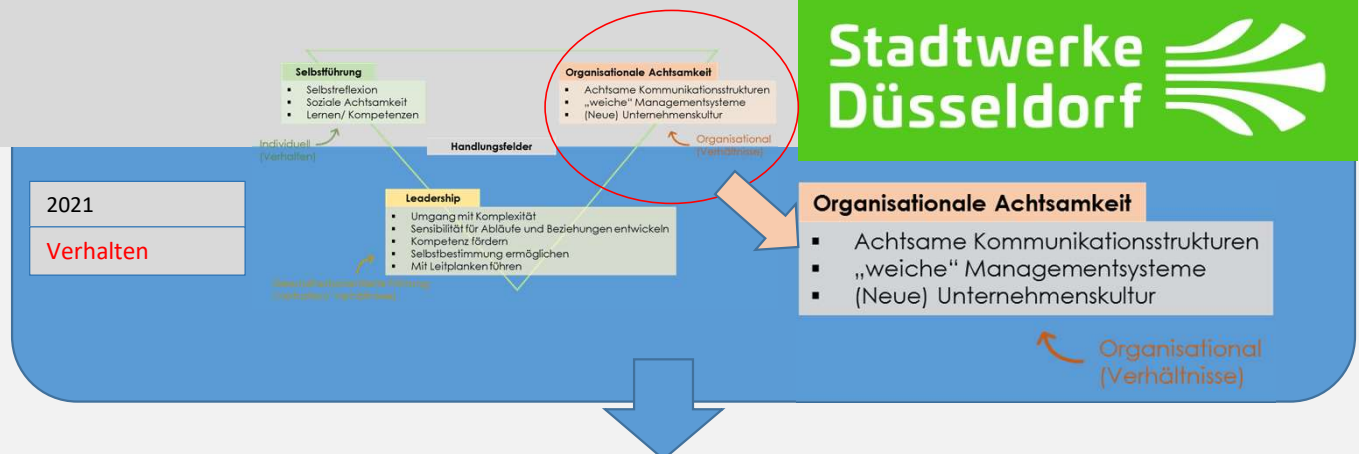 Stadtwerke
Düsseldorf
Selbstführung
▪ Selbstreflexion
▪ Soziale Achtsamkeit
▪ Lernen/ Kompetenzen
Individuell
(Verhalten)
Organisationale Achtsamkeit
▪ Achtsame Kommunikationsstrukturen
▪ „weiche“ Managementsysteme
▪ (Neue) Unternehmenskultur
Organisational
(Verhältnisse)
Handlungsfelder
2021
Verhalten
Leadership
▪ Umgang mit Komplexität
▪ Sensibilität für Abläufe und Beziehungen entwickeln
▪ Kompetenz fördern
▪ Selbstbestimmung ermöglichen
▪ Mit Leitplanken führen
Organisationale Achtsamkeit
▪ Achtsame Kommunikationsstrukturen
▪ „weiche“ Managementsysteme
▪ (Neue) Unternehmenskultur
Organisational
(Verhältnisse)